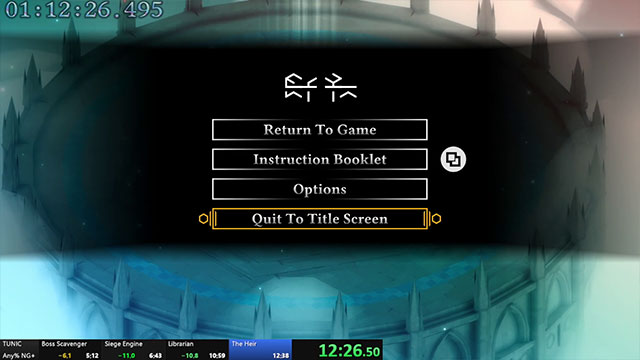 01:12:26.495
Return To Game
Instruction Booklet
Options
Quit To Title Screen
TUNIC Boss Scavenger Siege Engine Librarian The Heir
Any% NG+ −6.1 5:12 −11.0 6:43 −10.8 10:59 12:38 12:26.50